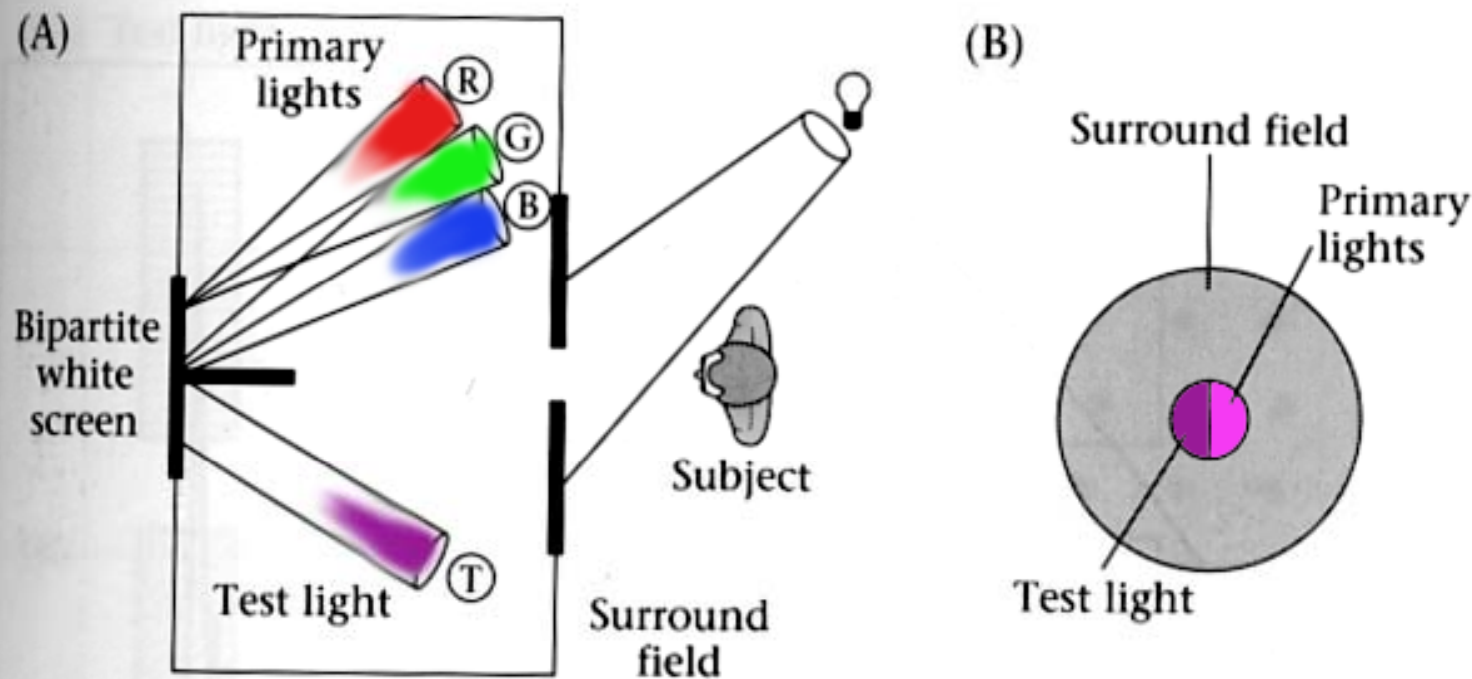 (A)
Primary
lights
R
G
B
Bipartite
white
screen
Subject
Test light
T
Surround
field
(B)
Surround field
Primary
lights
Test light